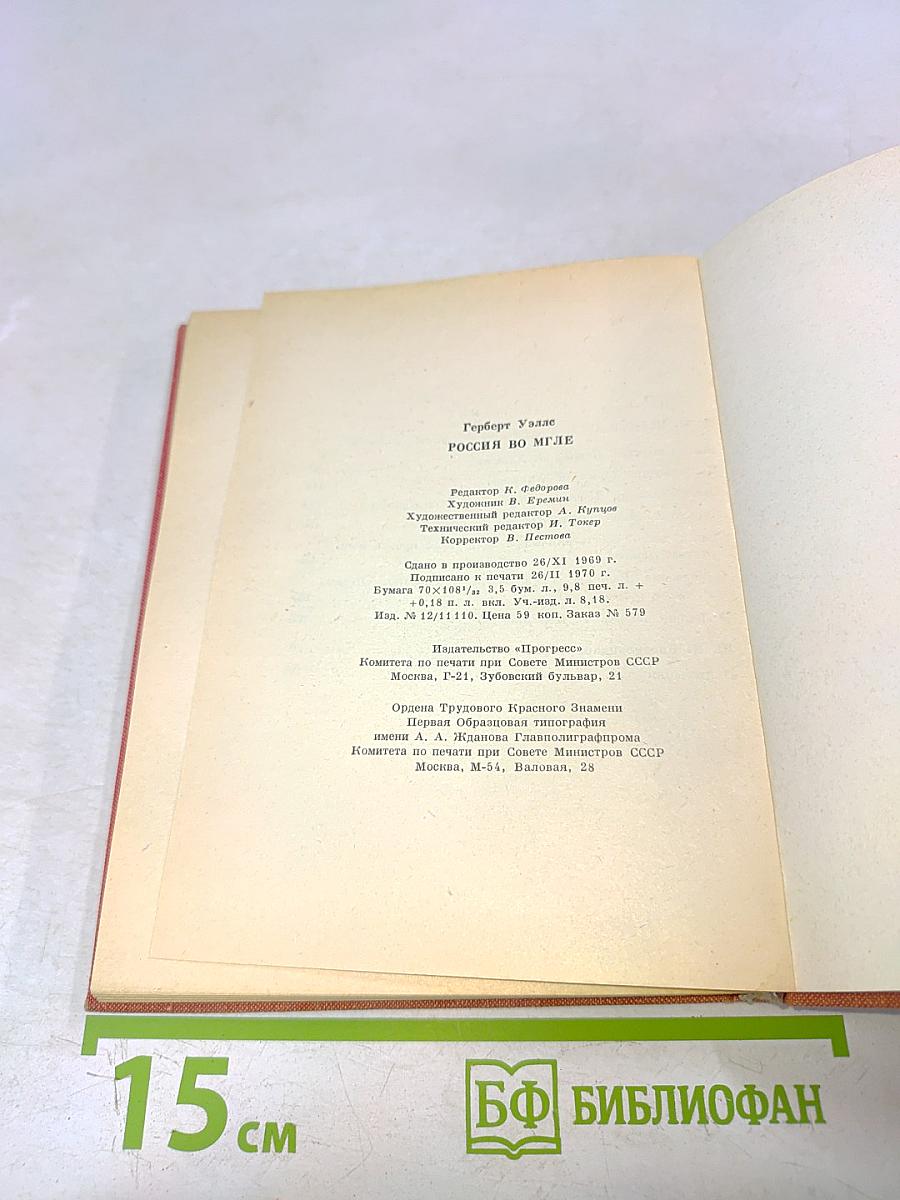 Герберт Уэллс
РОССИЯ ВО МГЛЕ
Редактор К. Федорова
Художник В. Еремин
Художественный редактор А. Купцов
Технический редактор И. Токер
Корректор В. Пестова
Сдано в производство 26/XI 1969 г.
Подписано к печати 26/II 1970 г.
Бумага 70×108¹/₃₂ 3,5 бум. л., 9,8 печ. л. +
+0,18 п. л. вкл. Уч.-изд. л. 8,18.
Изд. № 12/11110. Цена 59 коп. Заказ № 579
Издательство «Прогресс»
Комитета по печати при Совете Министров СССР
Москва, Г-21, Зубовский бульвар, 21
Ордена Трудового Красного Знамени
Первая Образцовая типография
имени А. А. Жданова Главполиграфпрома
Комитета по печати при Совете Министров СССР
Москва, М-54, Валовая, 28
15 см
БФ БИБЛИОФАН